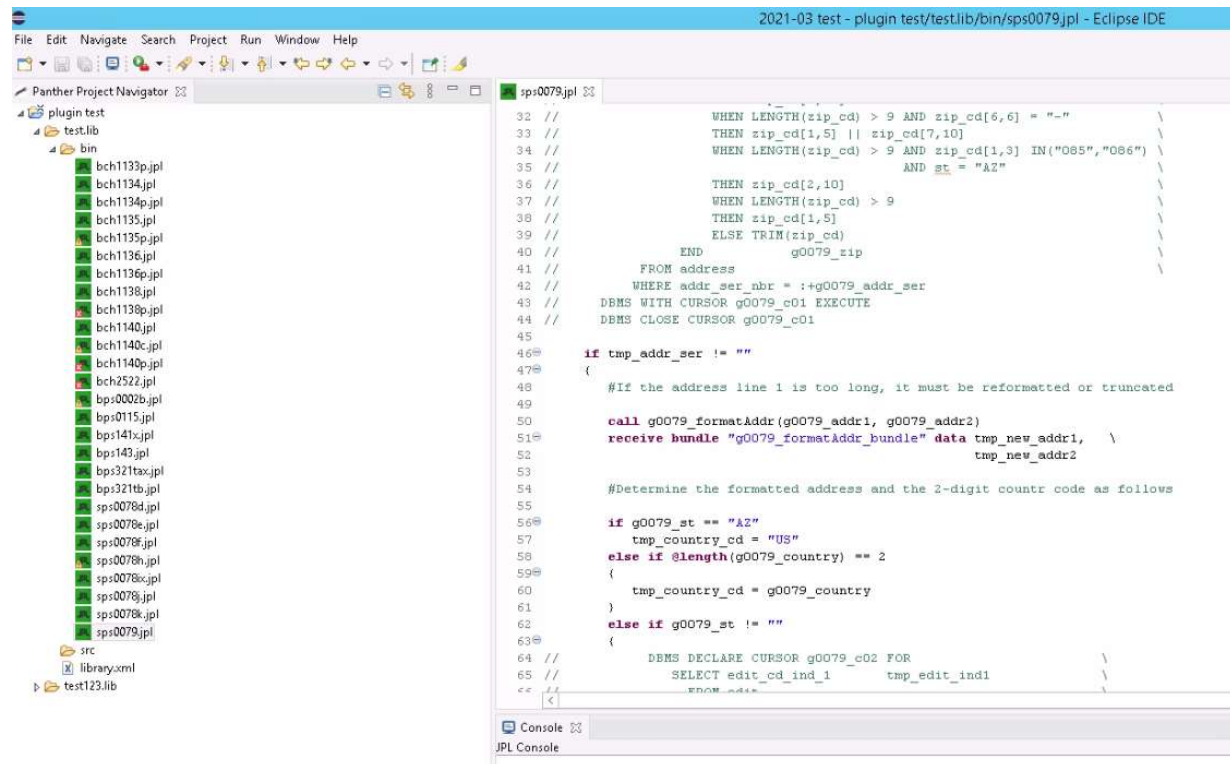 2021-03 test - plugin test/test.lib/bin/sps0079.jpl - Eclipse IDE
File Edit Navigate Search Project Run Window Help
Panther Project Navigator
plugin test
test.lib
bin
bch1133p.jpl
bch1134.jpl
bch1134p.jpl
bch1135.jpl
bch1135p.jpl
bch1136.jpl
bch1136p.jpl
bch1138.jpl
bch1138p.jpl
bch1140.jpl
bch1140c.jpl
bch1140p.jpl
bch2522.jpl
bps0002b.jpl
bps0115.jpl
bps141x.jpl
bps143.jpl
bps321tax.jpl
bps321tb.jpl
sps0078d.jpl
sps0078e.jpl
sps0078f.jpl
sps0078h.jpl
sps0078ix.jpl
sps0078j.jpl
sps0078k.jpl
sps0079.jpl
src
library.xml
test123.lib
sps0079.jpl
32 // WHEN LENGTH(zip_cd) > 9 AND zip_cd[6,6] = "-" \
33 // THEN zip_cd[1,5] || zip_cd[7,10] \
34 // WHEN LENGTH(zip_cd) > 9 AND zip_cd[1,3] IN("085","086") \
35 // AND st = "AZ" \
36 // THEN zip_cd[2,10] \
37 // WHEN LENGTH(zip_cd) > 9 \
38 // THEN zip_cd[1,5] \
39 // ELSE TRIM(zip_cd) \
40 // END g0079_zip \
41 // FROM address \
42 // WHERE addr_ser_nbr = :+g0079_addr_ser
43 // DBMS WITH CURSOR g0079_c01 EXECUTE
44 // DBMS CLOSE CURSOR g0079_c01
45
46 if tmp_addr_ser != ""
47 {
48 #If the address line 1 is too long, it must be reformatted or truncated
49
50 call g0079_formatAddr(g0079_addr1, g0079_addr2)
51 receive bundle "g0079_formatAddr_bundle" data tmp_new_addr1, \
52 tmp_new_addr2
53
54 #Determine the formatted address and the 2-digit countr code as follows
55
56 if g0079_st == "AZ"
57 tmp_country_cd = "US"
58 else if @length(g0079_country) == 2
59 {
60 tmp_country_cd = g0079_country
61 }
62 else if g0079_st != ""
63 {
64 // DBMS DECLARE CURSOR g0079_c02 FOR \
65 // SELECT edit_cd_ind_1 tmp_edit_ind1 \
Console
JPL Console